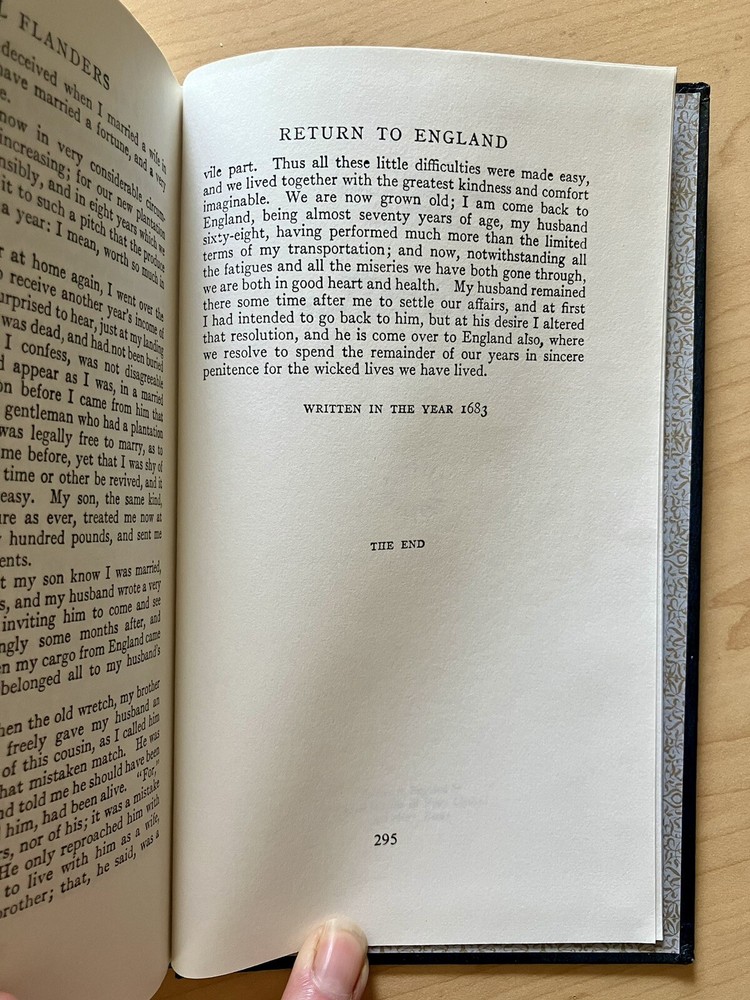 L FLANDERS
deceived when I married a wife in
have married a fortune, and a very
e.
now in very considerable circum-
increasing; for our new plantation
nsibly, and in eight years which we
it to such a pitch that the produce
a year: I mean, worth so much in
r at home again, I went over the
o receive another year's income of
urprised to hear, just at my landing
was dead, and had not been buried
I confess, was not disagreeable
d appear as I was, in a married
on before I came from him that
gentleman who had a plantation
was legally free to marry, as to
me before, yet that I was shy of
time or other be revived, and it
easy. My son, the same kind,
ure as ever, treated me now at
hundred pounds, and sent me
ents.
t my son know I was married,
s, and my husband wrote a very
inviting him to come and see
ngly some months after, and
en my cargo from England came
belonged all to my husband's
hen the old wretch, my brother
freely gave my husband an
of this cousin, as I called him
hat mistaken match. He was
nd told me he should have been
him, had been alive. "For,"
rs, nor of his; it was a mistake
He only reproached him with
to live with him as a wife,
brother; that, he said, was a
RETURN TO ENGLAND
vile part. Thus all these little difficulties were made easy,
and we lived together with the greatest kindness and comfort
imaginable. We are now grown old; I am come back to
England, being almost seventy years of age, my husband
sixty-eight, having performed much more than the limited
terms of my transportation; and now, notwithstanding all
the fatigues and all the miseries we have both gone through,
we are both in good heart and health. My husband remained
there some time after me to settle our affairs, and at first
I had intended to go back to him, but at his desire I altered
that resolution, and he is come over to England also, where
we resolve to spend the remainder of our years in sincere
penitence for the wicked lives we have lived.
WRITTEN IN THE YEAR 1683
THE END
295